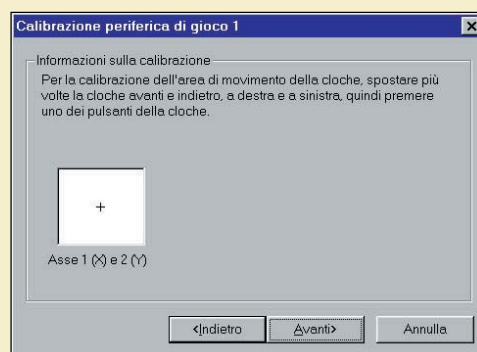 Calibrazione periferica di gioco 1
Informazioni sulla calibrazione
Per la calibrazione dell'area di movimento della cloche, spostare più
volte la cloche avanti e indietro, a destra e a sinistra, quindi premere
uno dei pulsanti della cloche.
Asse 1 (X) e 2 (Y)
<Indietro
Avanti>
Annulla